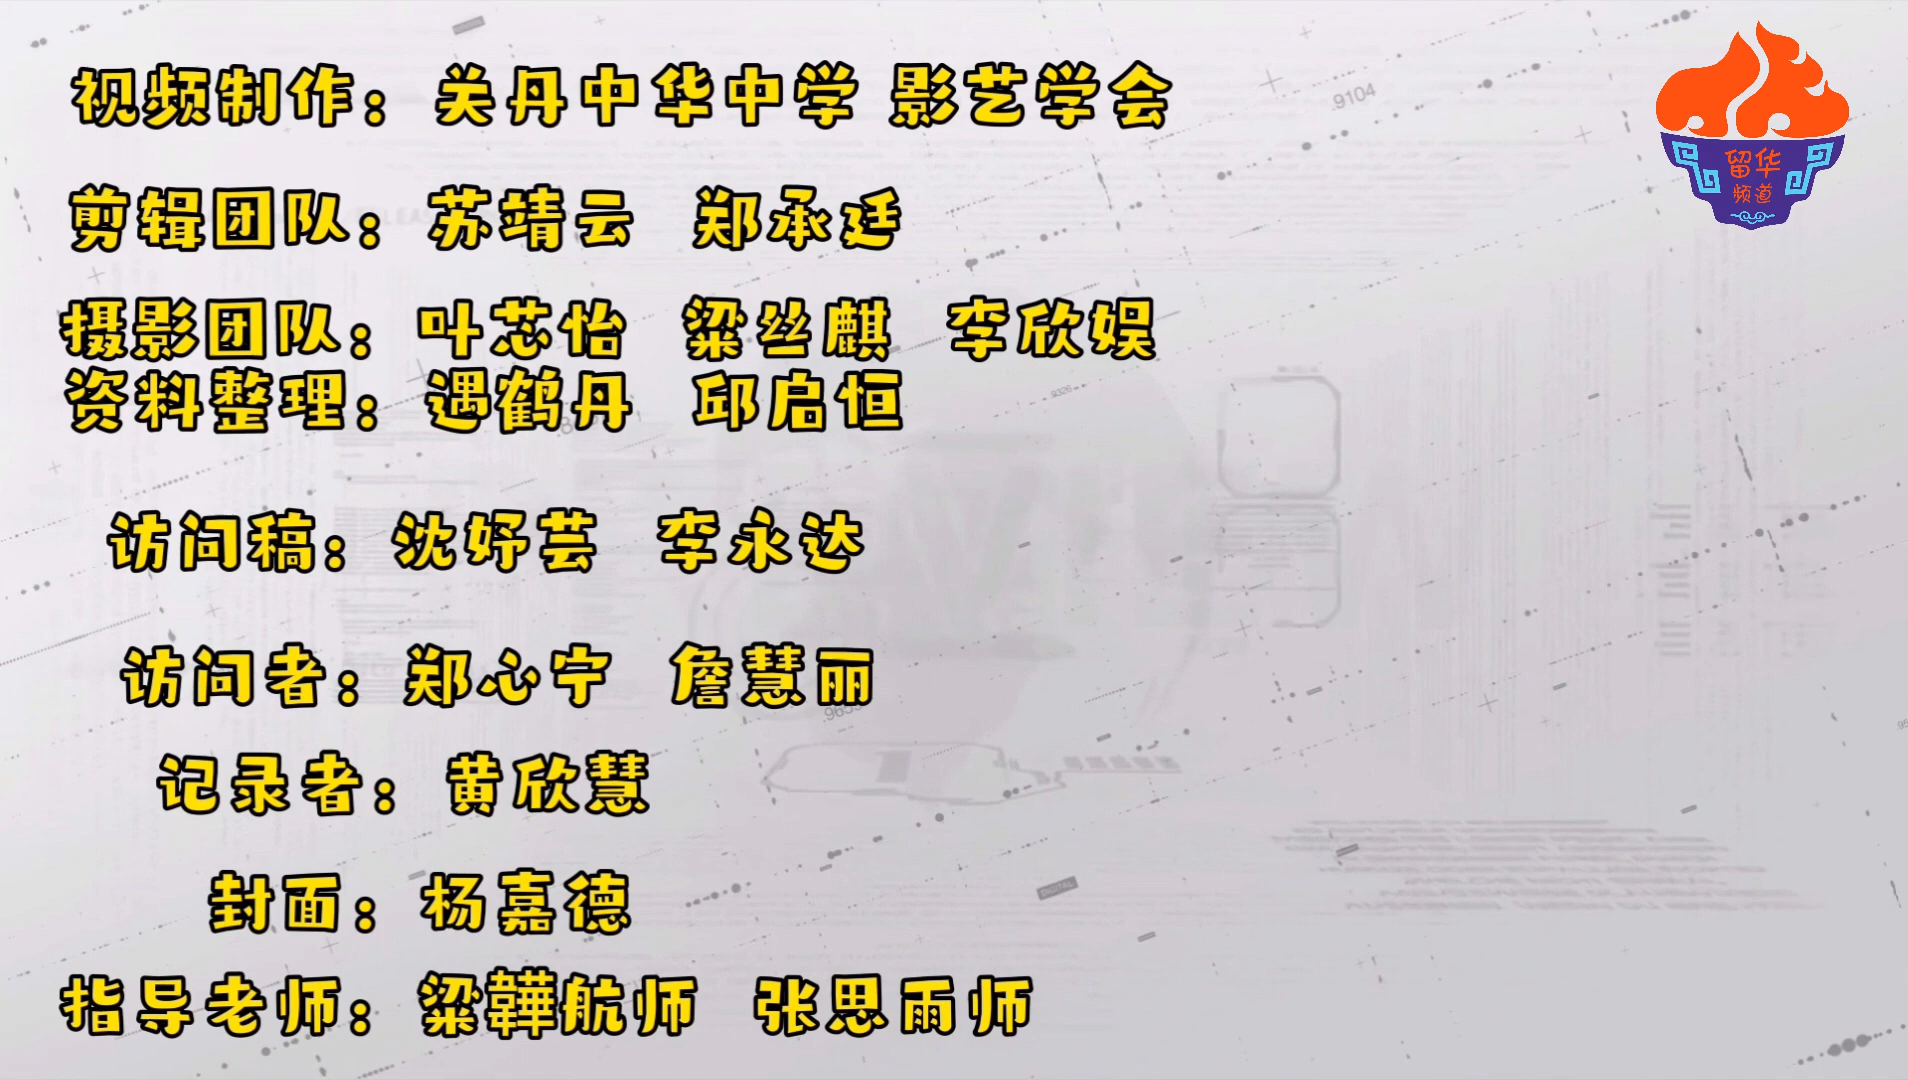 视频制作：关丹中华中学 影艺学会
留华
频道
剪辑团队：苏靖云 郑承廷
摄影团队：叶芯怡 梁丝麒 李欣娱
资料整理：遇鹤丹 邱启恒
访问稿：沈妤芸 李永达
访问者：郑心宁 詹慧丽
记录者：黄欣慧
封面：杨嘉德
指导老师：梁韡航师 张思雨师
.9104
DIGITAL